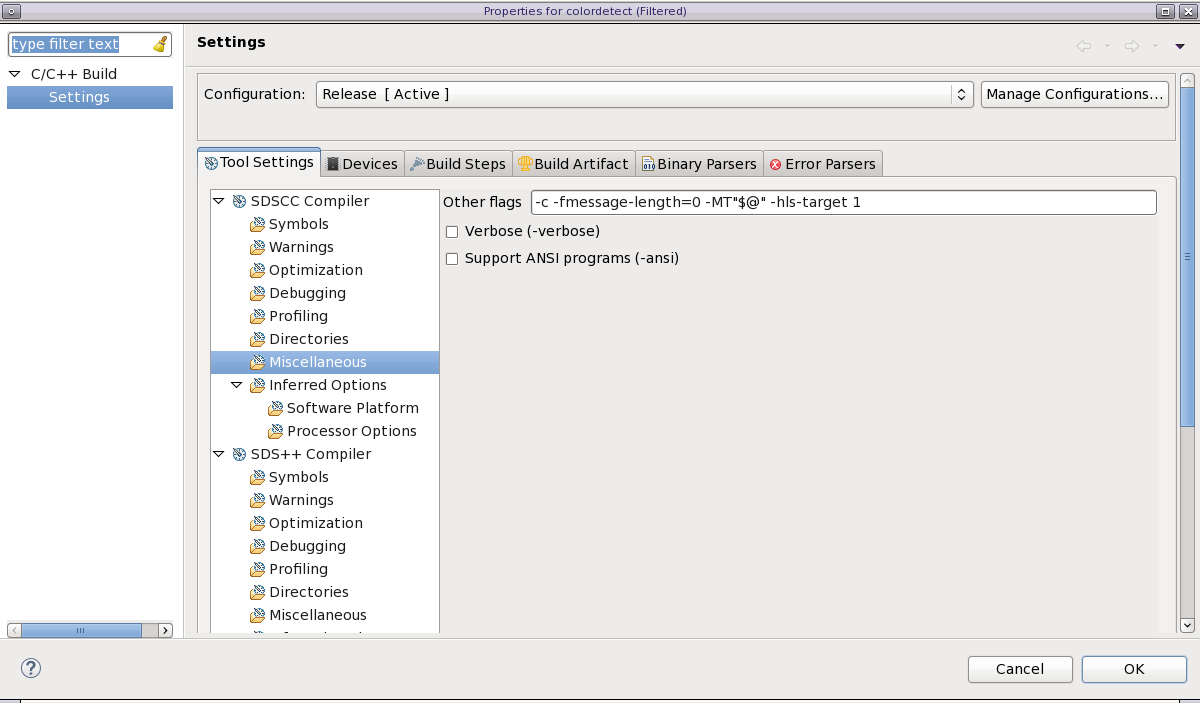 Properties for colordetect (Filtered)
type filter text
C/C++ Build
Settings
Settings
Configuration:
Release [ Active ]
Manage Configurations...
Tool Settings
Devices
Build Steps
Build Artifact
Binary Parsers
Error Parsers
SDSCC Compiler
Symbols
Warnings
Optimization
Debugging
Profiling
Directories
Miscellaneous
Inferred Options
Software Platform
Processor Options
SDS++ Compiler
Symbols
Warnings
Optimization
Debugging
Profiling
Directories
Miscellaneous
Other flags
-c -fmessage-length=0 -MT"$@" -hls-target 1
Verbose (-verbose)
Support ANSI programs (-ansi)
Cancel
OK